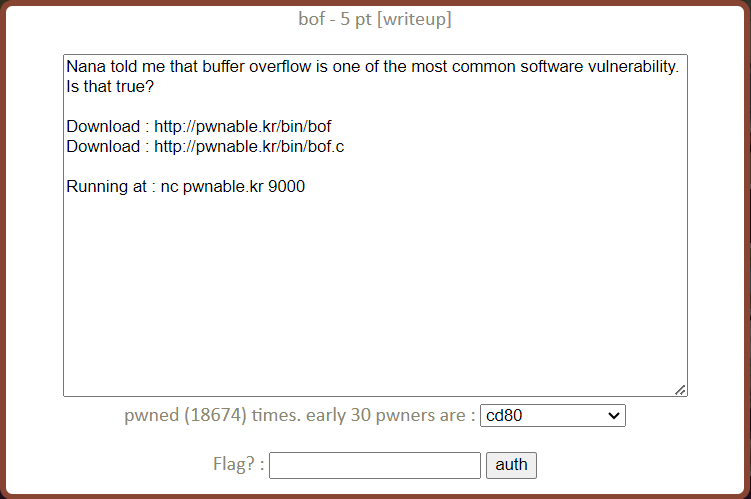 bof - 5 pt [writeup]
Nana told me that buffer overflow is one of the most common software vulnerability.
Is that true?
Download : http://pwnable.kr/bin/bof
Download : http://pwnable.kr/bin/bof.c
Running at : nc pwnable.kr 9000
pwned (18674) times. early 30 pwners are : cd80
Flag? : auth